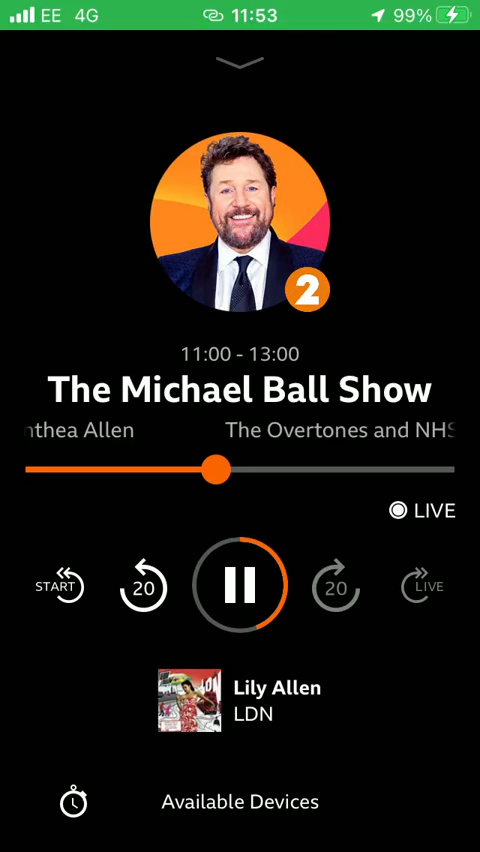 EE 4G 11:53 99%
2
11:00 - 13:00
The Michael Ball Show
nthea Allen The Overtones and NHS
LIVE
START 20 20 LIVE
Lily Allen
LDN
Available Devices